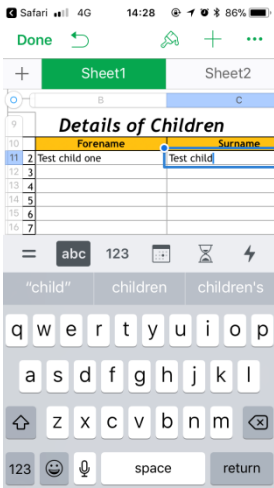 Safari 4G 14:28 86%
Done
Sheet1 Sheet2
B C
9 Details of Children
10 Forename Surname
11 2 Test child one Test child
12 3
13 4
14 5
15 6
16 7
= abc 123
"child" children children's
q w e r t y u i o p
a s d f g h j k l
z x c v b n m
123 space return